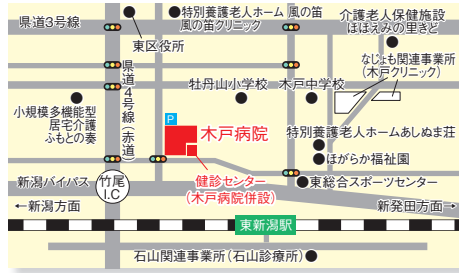 県道3号線
東区役所
特別養護老人ホーム 風の笛
風の笛クリニック
介護老人保健施設
ほほえみの里きど
なじょも関連事業所
(木戸クリニック)
県道4号線(赤道)
牡丹山小学校
木戸中学校
小規模多機能型
居宅介護
ふもとの奏
P
木戸病院
特別養護老人ホームあしぬま荘
ほがらか福祉園
健診センター
(木戸病院併設)
東総合スポーツセンター
新潟バイパス
竹尾
I.C
←新潟方面
新発田方面→
東新潟駅
石山関連事業所(石山診療所)